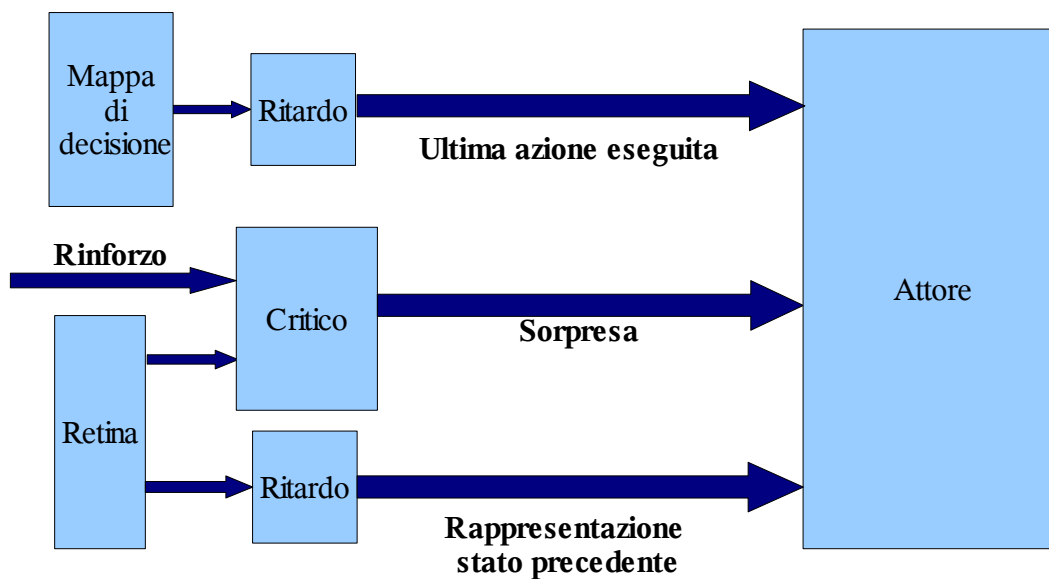 Mappa
di
decisione
Ritardo
Ultima azione eseguita
Rinforzo
Critico
Sorpresa
Attore
Retina
Ritardo
Rappresentazione
stato precedente